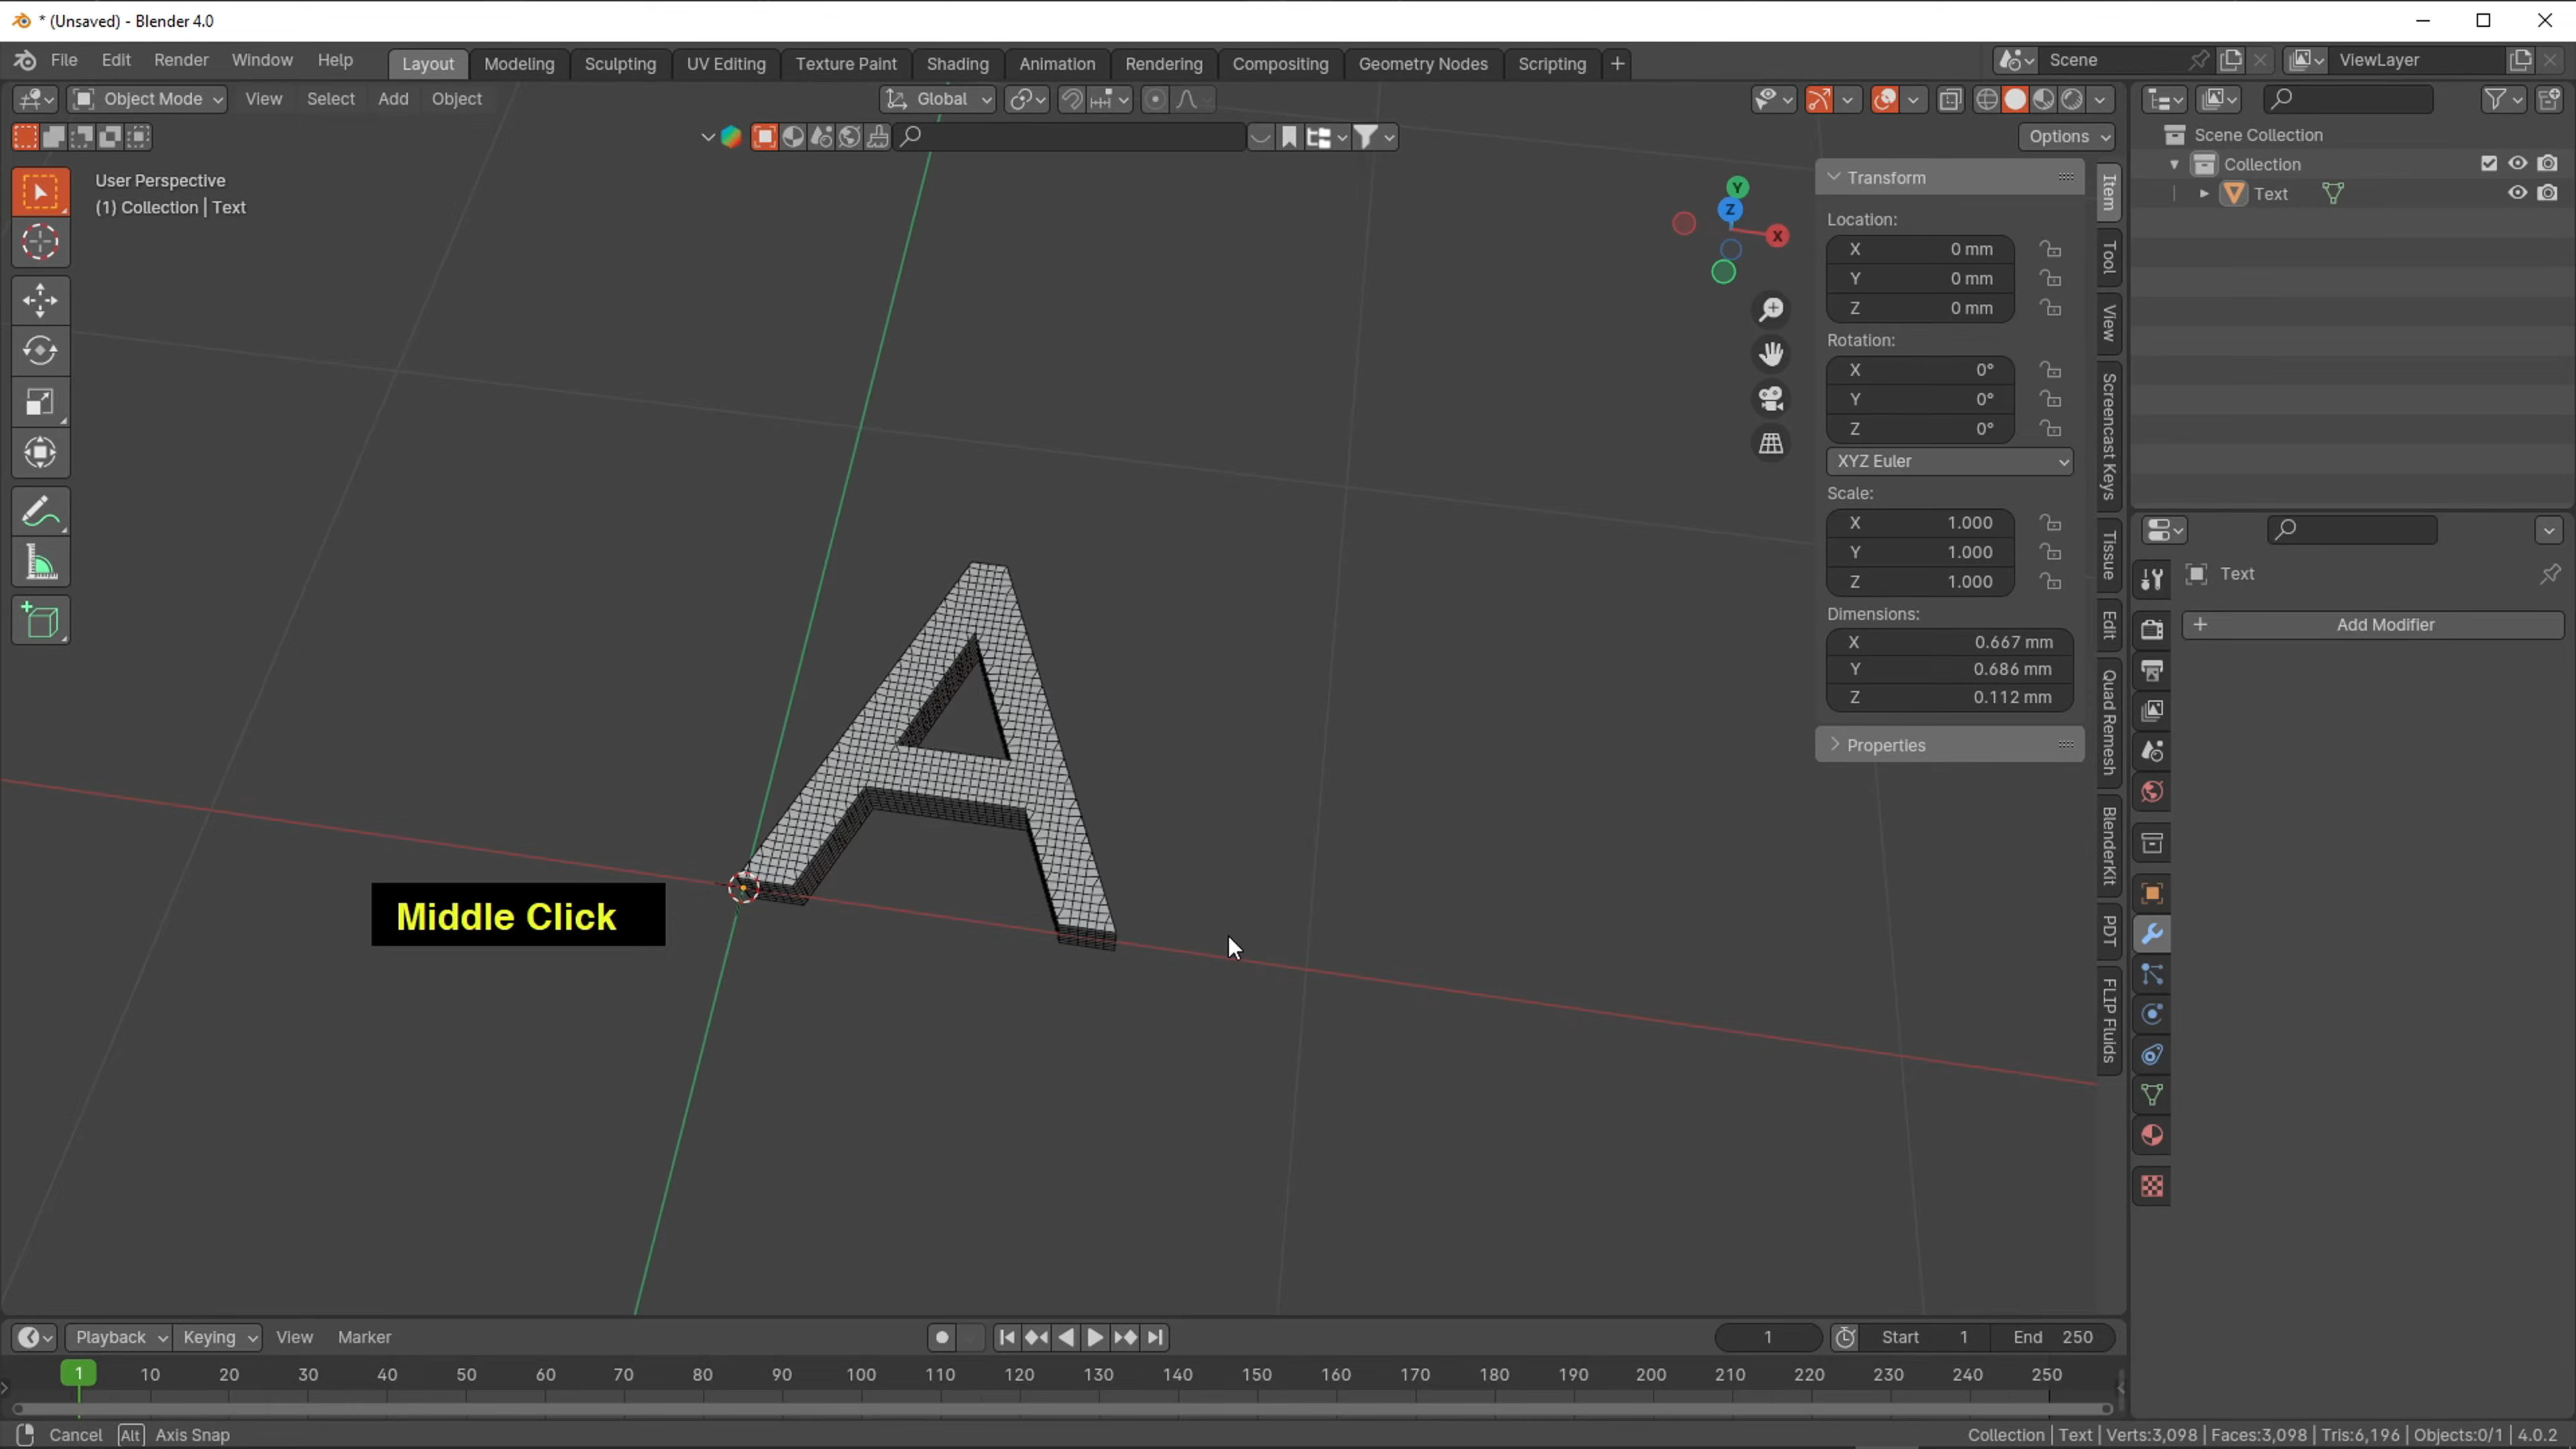 * (Unsaved) - Blender 4.0
File Edit Render Window Help Layout Modeling Sculpting UV Editing Texture Paint Shading Animation Rendering Compositing Geometry Nodes Scripting + Scene ViewLayer
Object Mode View Select Add Object Global
Options
User Perspective
(1) Collection | Text
Scene Collection
Collection
Text
Y
Z
X
Transform
Location:
X 0 mm
Y 0 mm
Z 0 mm
Rotation:
X 0°
Y 0°
Z 0°
XYZ Euler
Scale:
X 1.000
Y 1.000
Z 1.000
Dimensions:
X 0.667 mm
Y 0.686 mm
Z 0.112 mm
Properties
Item
Tool
View
Screencast Keys
Tissue
Edit
Quad Remesh
BlenderKit
PDT
FLIP Fluids
Text
+ Add Modifier
A
Middle Click
Playback Keying View Marker 1 Start 1 End 250
1 10 20 30 40 50 60 70 80 90 100 110 120 130 140 150 160 170 180 190 200 210 220 230 240 250
Cancel Alt Axis Snap Collection | Text | Verts:3,098 | Faces:3,098 | Tris:6,196 | Objects:0/1 | 4.0.2